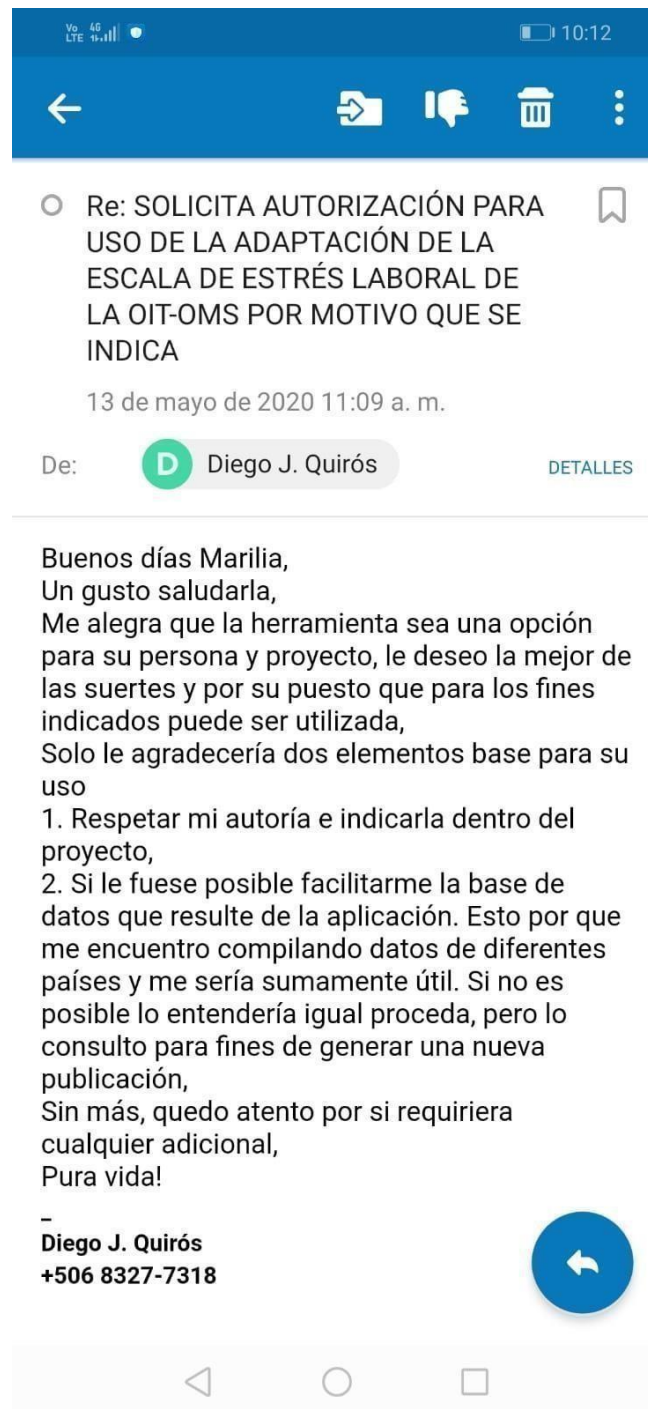 Vo LTE 4G 10:12
Re: SOLICITA AUTORIZACIÓN PARA
USO DE LA ADAPTACIÓN DE LA
ESCALA DE ESTRÉS LABORAL DE
LA OIT-OMS POR MOTIVO QUE SE
INDICA
13 de mayo de 2020 11:09 a. m.
De: D Diego J. Quirós DETALLES
Buenos días Marilia,
Un gusto saludarla,
Me alegra que la herramienta sea una opción
para su persona y proyecto, le deseo la mejor de
las suertes y por su puesto que para los fines
indicados puede ser utilizada,
Solo le agradecería dos elementos base para su
uso
1. Respetar mi autoría e indicarla dentro del
proyecto,
2. Si le fuese posible facilitarme la base de
datos que resulte de la aplicación. Esto por que
me encuentro compilando datos de diferentes
países y me sería sumamente útil. Si no es
posible lo entendería igual proceda, pero lo
consulto para fines de generar una nueva
publicación,
Sin más, quedo atento por si requiriera
cualquier adicional,
Pura vida!
_
Diego J. Quirós
+506 8327-7318